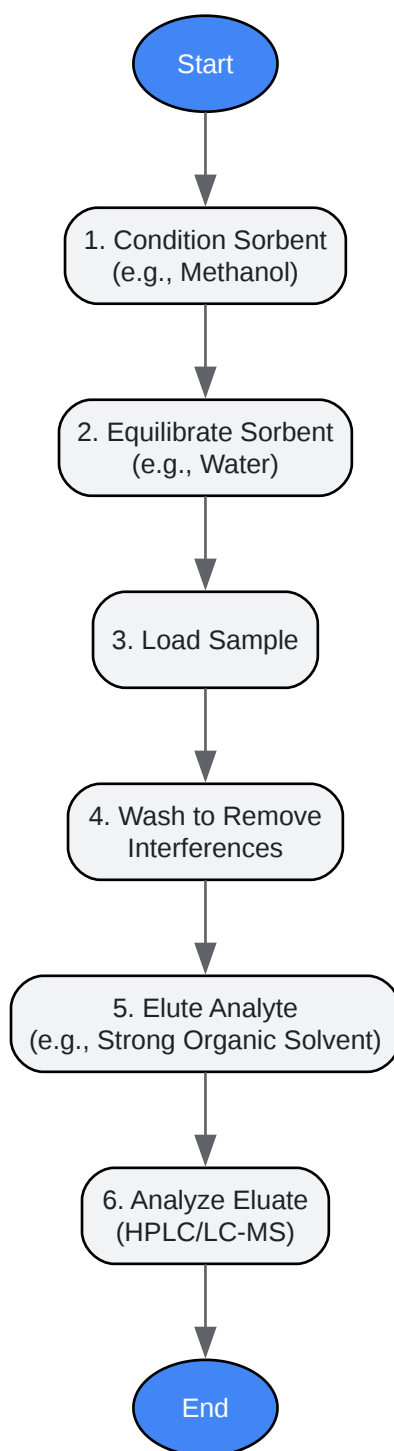 Start
1. Condition Sorbent
(e.g., Methanol)
2. Equilibrate Sorbent
(e.g., Water)
3. Load Sample
4. Wash to Remove
Interferences
5. Elute Analyte
(e.g., Strong Organic Solvent)
6. Analyze Eluate
(HPLC/LC-MS)
End